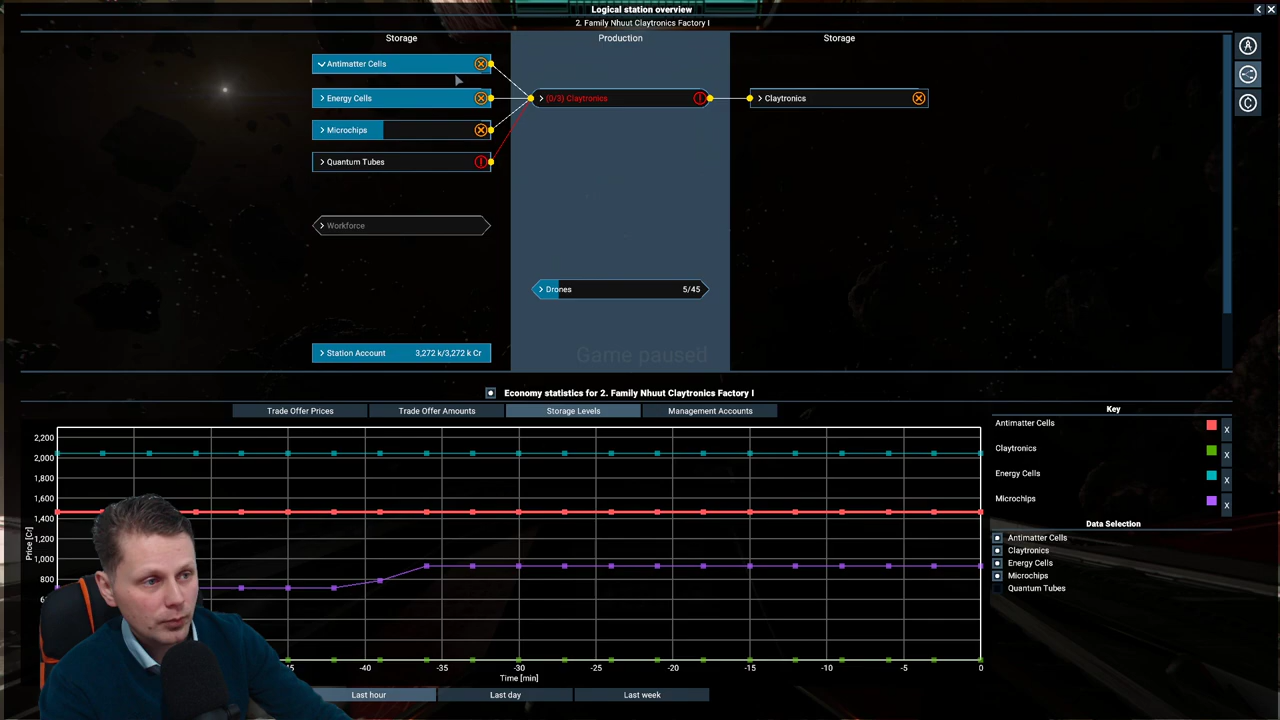 Logical station overview
2. Family Nhuut Claytronics Factory I
Storage
Production
Storage
Antimatter Cells
Energy Cells
(0/3) Claytronics
Claytronics
Microchips
Quantum Tubes
Workforce
Drones 5/45
Station Account 3,272 k/3,272 k Cr
Game paused
Economy statistics for 2. Family Nhuut Claytronics Factory I
Trade Offer Prices
Trade Offer Amounts
Storage Levels
Management Accounts
Key
Antimatter Cells X
Claytronics X
Energy Cells X
Microchips X
Data Selection
Antimatter Cells
Claytronics
Energy Cells
Microchips
Quantum Tubes
Price [Cr]
2,200
2,000
1,800
1,600
1,400
1,200
1,000
800
-40
-35
-30
-25
-20
-15
-10
-5
0
Time [min]
Last hour
Last day
Last week
A
C